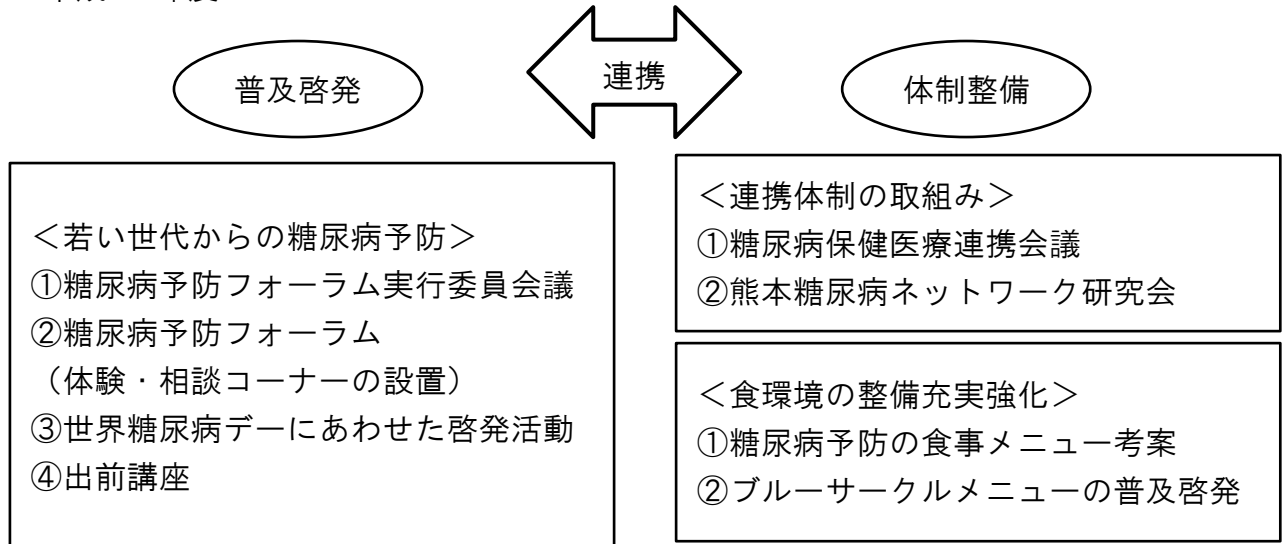 普及啓発
連携
体制整備
＜若い世代からの糖尿病予防＞
①糖尿病予防フォーラム実行委員会議
②糖尿病予防フォーラム
（体験・相談コーナーの設置）
③世界糖尿病デーにあわせた啓発活動
④出前講座
＜連携体制の取組み＞
①糖尿病保健医療連携会議
②熊本糖尿病ネットワーク研究会
＜食環境の整備充実強化＞
①糖尿病予防の食事メニュー考案
②ブルーサークルメニューの普及啓発